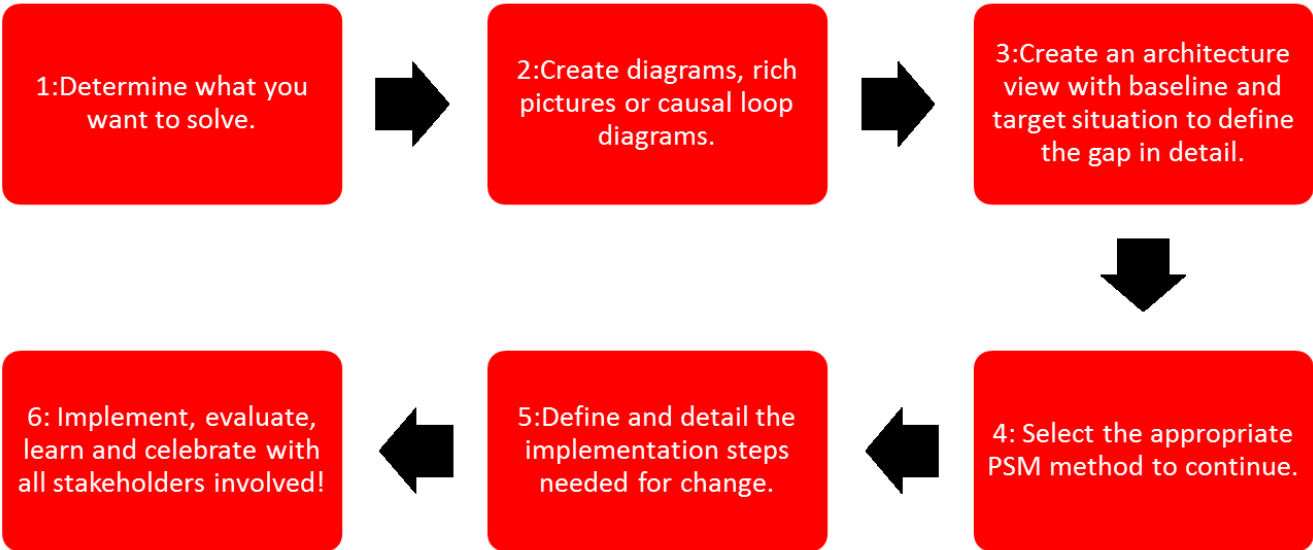 1:Determine what you
want to solve.
2:Create diagrams, rich
pictures or causal loop
diagrams.
3:Create an architecture
view with baseline and
target situation to define
the gap in detail.
4: Select the appropriate
PSM method to continue.
5:Define and detail the
implementation steps
needed for change.
6: Implement, evaluate,
learn and celebrate with
all stakeholders involved!